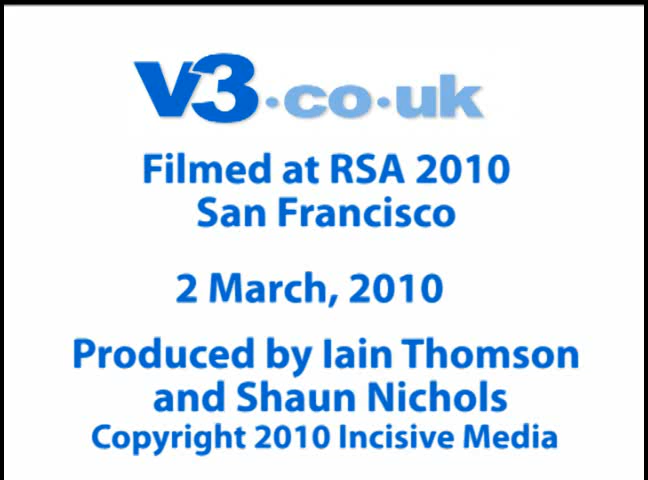 V3.co.uk
Filmed at RSA 2010
San Francisco
2 March, 2010
Produced by Iain Thomson
and Shaun Nichols
Copyright 2010 Incisive Media